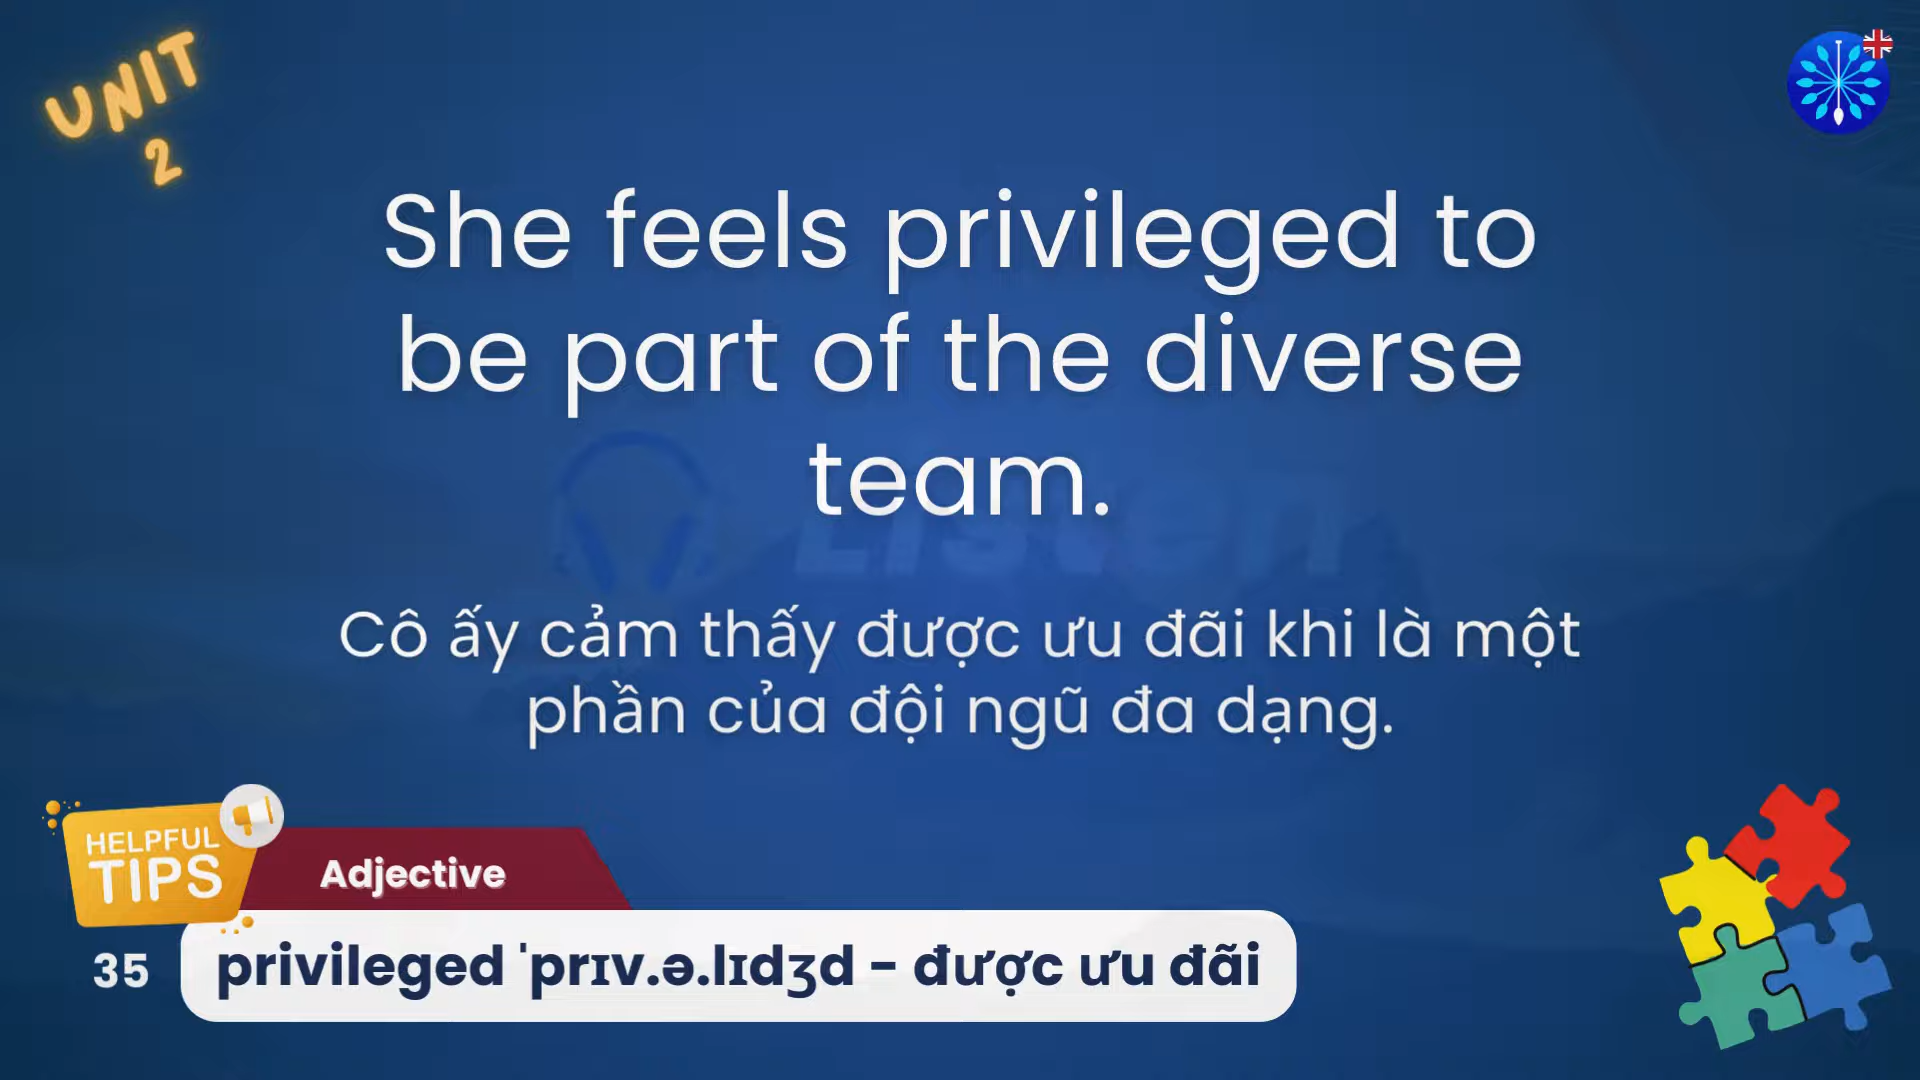 UNIT
2
She feels privileged to
be part of the diverse
team.
Listen
Cô ấy cảm thấy được ưu đãi khi là một
phần của đội ngũ đa dạng.
HELPFUL
TIPS
Adjective
35
privileged ˈprɪv.ə.lɪdʒd - được ưu đãi